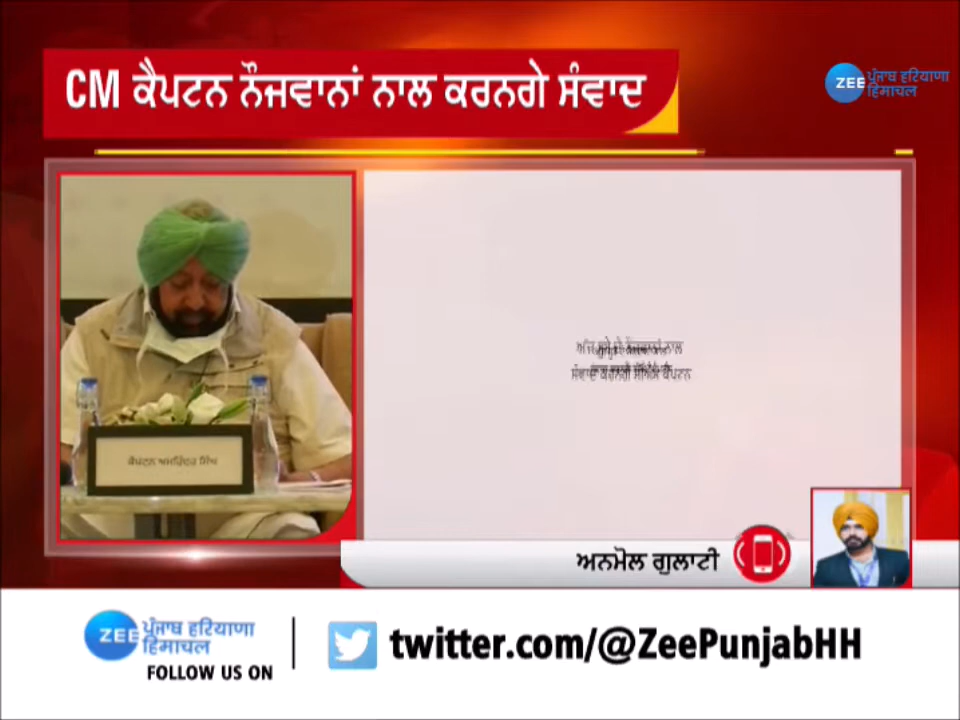 CM ਕੈਪਟਨ ਨੌਜਵਾਨਾਂ ਨਾਲ ਕਰਨਗੇ ਸੰਵਾਦ
ZEE ਪੰਜਾਬ ਹਰਿਆਣਾ
ਹਿਮਾਚਲ
ਕੈਪਟਨ ਅਮਰਿੰਦਰ ਸਿੰਘ
ਅਨਮੋਲ ਗੁਲਾਟੀ
ZEE ਪੰਜਾਬ ਹਰਿਆਣਾ
ਹਿਮਾਚਲ
FOLLOW US ON
twitter.com/@ZeePunjabHH